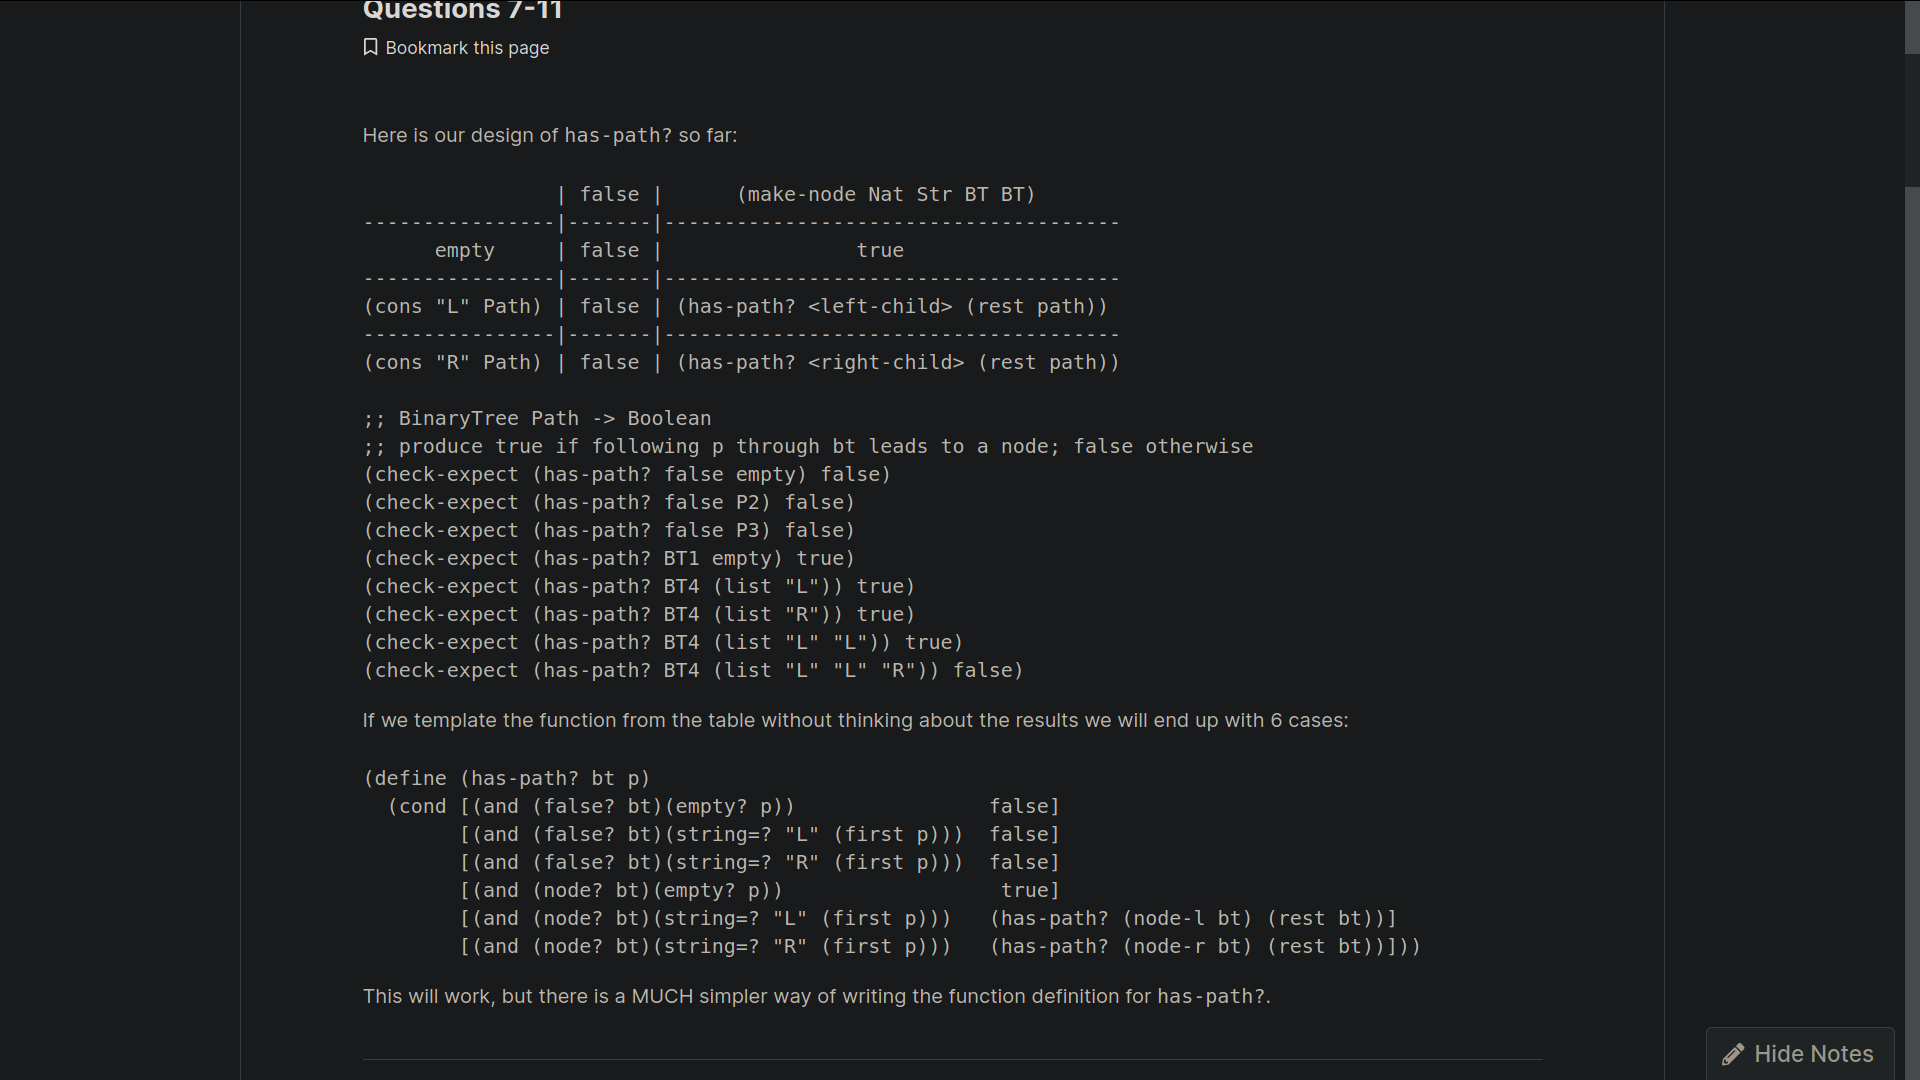 Questions 7-11
Bookmark this page
Here is our design of has-path? so far:
                | false |      (make-node Nat Str BT BT)
----------------|-------|--------------------------------------
      empty     | false |                true
----------------|-------|--------------------------------------
(cons "L" Path) | false | (has-path? <left-child> (rest path))
----------------|-------|--------------------------------------
(cons "R" Path) | false | (has-path? <right-child> (rest path))
;; BinaryTree Path -> Boolean
;; produce true if following p through bt leads to a node; false otherwise
(check-expect (has-path? false empty) false)
(check-expect (has-path? false P2) false)
(check-expect (has-path? false P3) false)
(check-expect (has-path? BT1 empty) true)
(check-expect (has-path? BT4 (list "L")) true)
(check-expect (has-path? BT4 (list "R")) true)
(check-expect (has-path? BT4 (list "L" "L")) true)
(check-expect (has-path? BT4 (list "L" "L" "R")) false)
If we template the function from the table without thinking about the results we will end up with 6 cases:
(define (has-path? bt p)
  (cond [(and (false? bt)(empty? p))                false]
        [(and (false? bt)(string=? "L" (first p)))  false]
        [(and (false? bt)(string=? "R" (first p)))  false]
        [(and (node? bt)(empty? p))                  true]
        [(and (node? bt)(string=? "L" (first p)))   (has-path? (node-l bt) (rest bt))]
        [(and (node? bt)(string=? "R" (first p)))   (has-path? (node-r bt) (rest bt))]))
This will work, but there is a MUCH simpler way of writing the function definition for has-path?.
Hide Notes